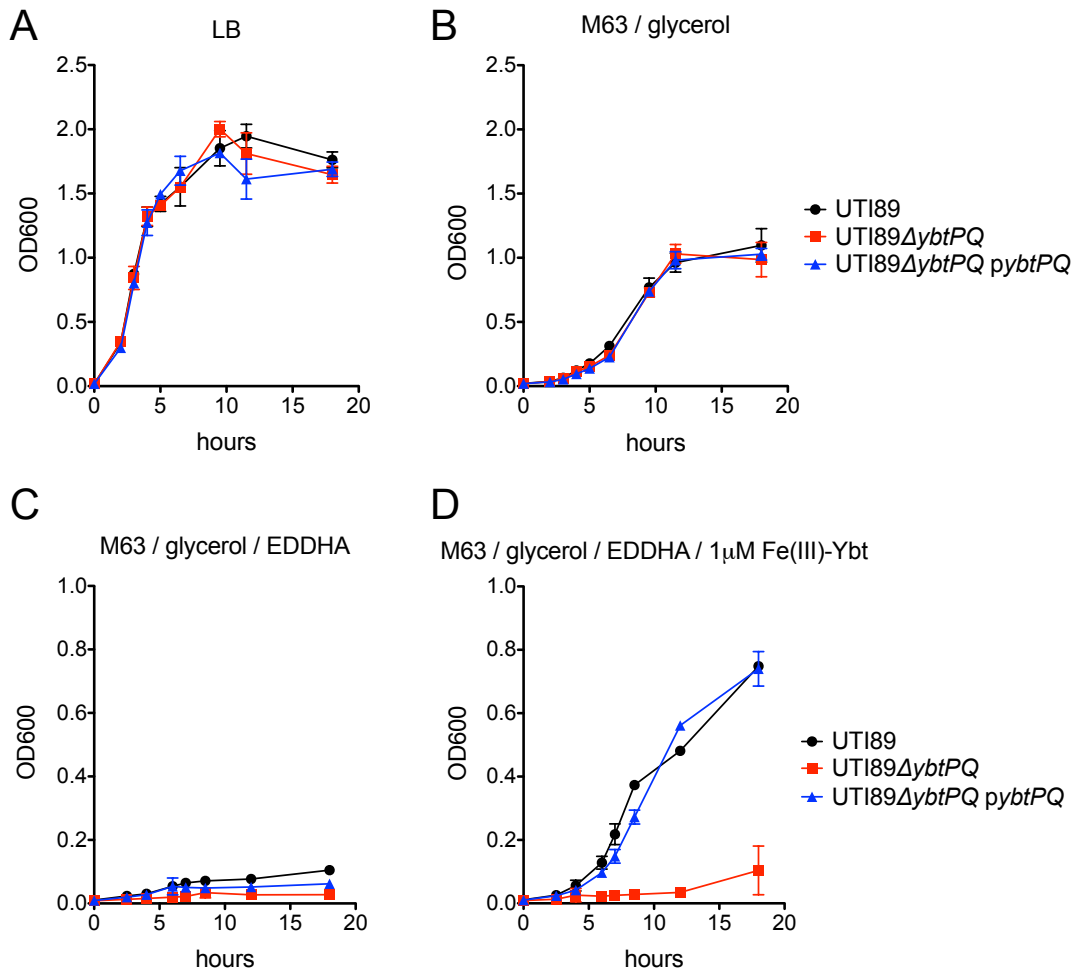 A
LB
OD600
2.5
2.0
1.5
1.0
0.5
0.0
0 5 10 15 20
hours
B
M63 / glycerol
OD600
2.5
2.0
1.5
1.0
0.5
0.0
0 5 10 15 20
hours
UTI89
UTI89ΔybtPQ
UTI89ΔybtPQ pybtPQ
C
M63 / glycerol / EDDHA
OD600
1.0
0.8
0.6
0.4
0.2
0.0
0 5 10 15 20
hours
D
M63 / glycerol / EDDHA / 1μM Fe(III)-Ybt
OD600
1.0
0.8
0.6
0.4
0.2
0.0
0 5 10 15 20
hours
UTI89
UTI89ΔybtPQ
UTI89ΔybtPQ pybtPQ